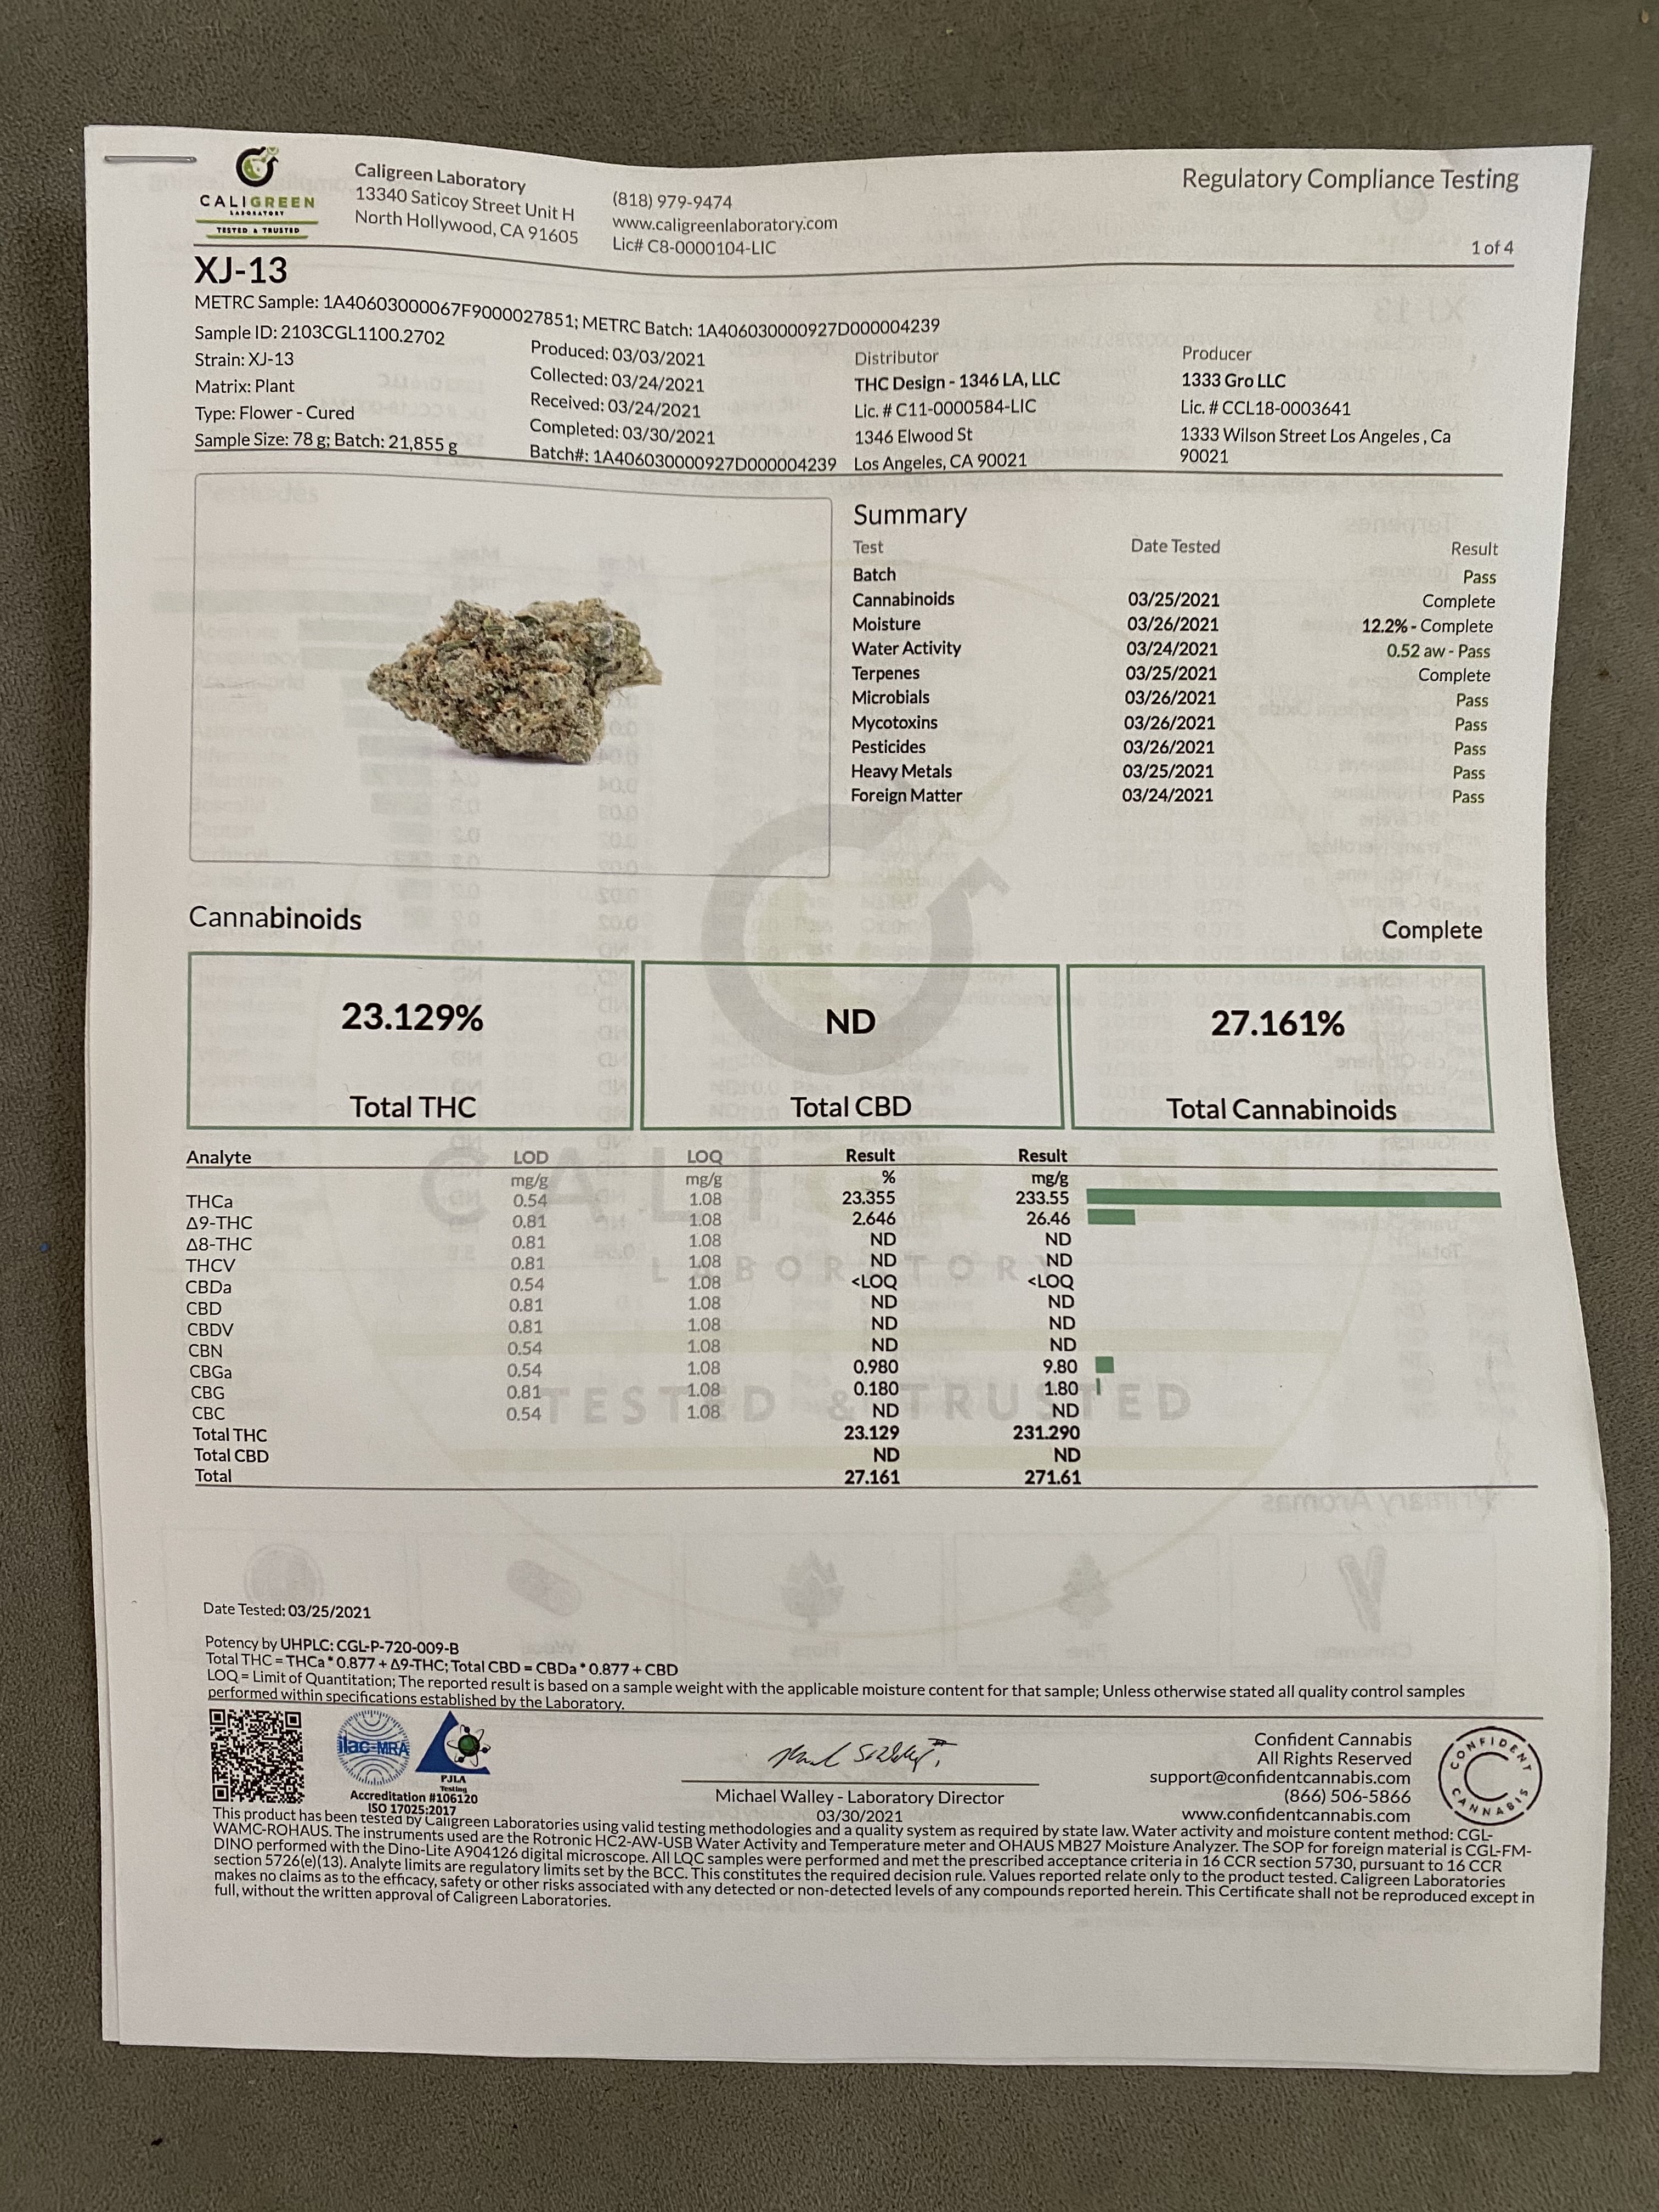 CALIGREEN
LABORATORY
TESTED & TRUSTED
Caligreen Laboratory
13340 Saticoy Street Unit H
North Hollywood, CA 91605
(818) 979-9474
www.caligreenlaboratory.com
Lic# C8-0000104-LIC
Regulatory Compliance Testing
1 of 4
XJ-13
METRC Sample: 1A40603000067F9000027851; METRC Batch: 1A406030000927D000004239
Sample ID: 2103CGL1100.2702
Strain: XJ-13
Matrix: Plant
Type: Flower - Cured
Sample Size: 78 g; Batch: 21,855 g
Produced: 03/03/2021
Collected: 03/24/2021
Received: 03/24/2021
Completed: 03/30/2021
Batch#: 1A406030000927D000004239
Distributor
THC Design - 1346 LA, LLC
Lic. # C11-0000584-LIC
1346 Elwood St
Los Angeles, CA 90021
Producer
1333 Gro LLC
Lic. # CCL18-0003641
1333 Wilson Street Los Angeles , Ca
90021
Summary
Test Date Tested Result
Batch Pass
Cannabinoids 03/25/2021 Complete
Moisture 03/26/2021 12.2% - Complete
Water Activity 03/24/2021 0.52 aw - Pass
Terpenes 03/25/2021 Complete
Microbials 03/26/2021 Pass
Mycotoxins 03/26/2021 Pass
Pesticides 03/26/2021 Pass
Heavy Metals 03/25/2021 Pass
Foreign Matter 03/24/2021 Pass
Cannabinoids Complete
23.129% ND 27.161%
Total THC Total CBD Total Cannabinoids
Analyte LOD LOQ Result Result
mg/g mg/g % mg/g
THCa 0.54 1.08 23.355 233.55
Δ9-THC 0.81 1.08 2.646 26.46
Δ8-THC 0.81 1.08 ND ND
THCV 0.81 1.08 ND ND
CBDa 0.54 1.08 <LOQ <LOQ
CBD 0.81 1.08 ND ND
CBDV 0.81 1.08 ND ND
CBN 0.54 1.08 ND ND
CBGa 0.54 1.08 0.980 9.80
CBG 0.81 1.08 0.180 1.80
CBC 0.54 1.08 ND ND
Total THC 23.129 231.290
Total CBD ND ND
Total 27.161 271.61
CALIGREEN
LABORATORY
TESTED & TRUSTED
Date Tested: 03/25/2021
Potency by UHPLC: CGL-P-720-009-B
Total THC = THCa * 0.877 + Δ9-THC; Total CBD = CBDa * 0.877 + CBD
LOQ = Limit of Quantitation; The reported result is based on a sample weight with the applicable moisture content for that sample; Unless otherwise stated all quality control samples
performed within specifications established by the Laboratory.
ilac-MRA
PJLA
Testing
Accreditation #106120
ISO 17025:2017
Michael Walley - Laboratory Director
03/30/2021
Confident Cannabis
All Rights Reserved
support@confidentcannabis.com
(866) 506-5866
www.confidentcannabis.com
CONFIDENT CANNABIS
This product has been tested by Caligreen Laboratories using valid testing methodologies and a quality system as required by state law. Water activity and moisture content method: CGL-
WAMC-ROHAUS. The instruments used are the Rotronic HC2-AW-USB Water Activity and Temperature meter and OHAUS MB27 Moisture Analyzer. The SOP for foreign material is CGL-FM-
DINO performed with the Dino-Lite A904126 digital microscope. All LQC samples were performed and met the prescribed acceptance criteria in 16 CCR section 5730, pursuant to 16 CCR
section 5726(e)(13). Analyte limits are regulatory limits set by the BCC. This constitutes the required decision rule. Values reported relate only to the product tested. Caligreen Laboratories
makes no claims as to the efficacy, safety or other risks associated with any detected or non-detected levels of any compounds reported herein. This Certificate shall not be reproduced except in
full, without the written approval of Caligreen Laboratories.